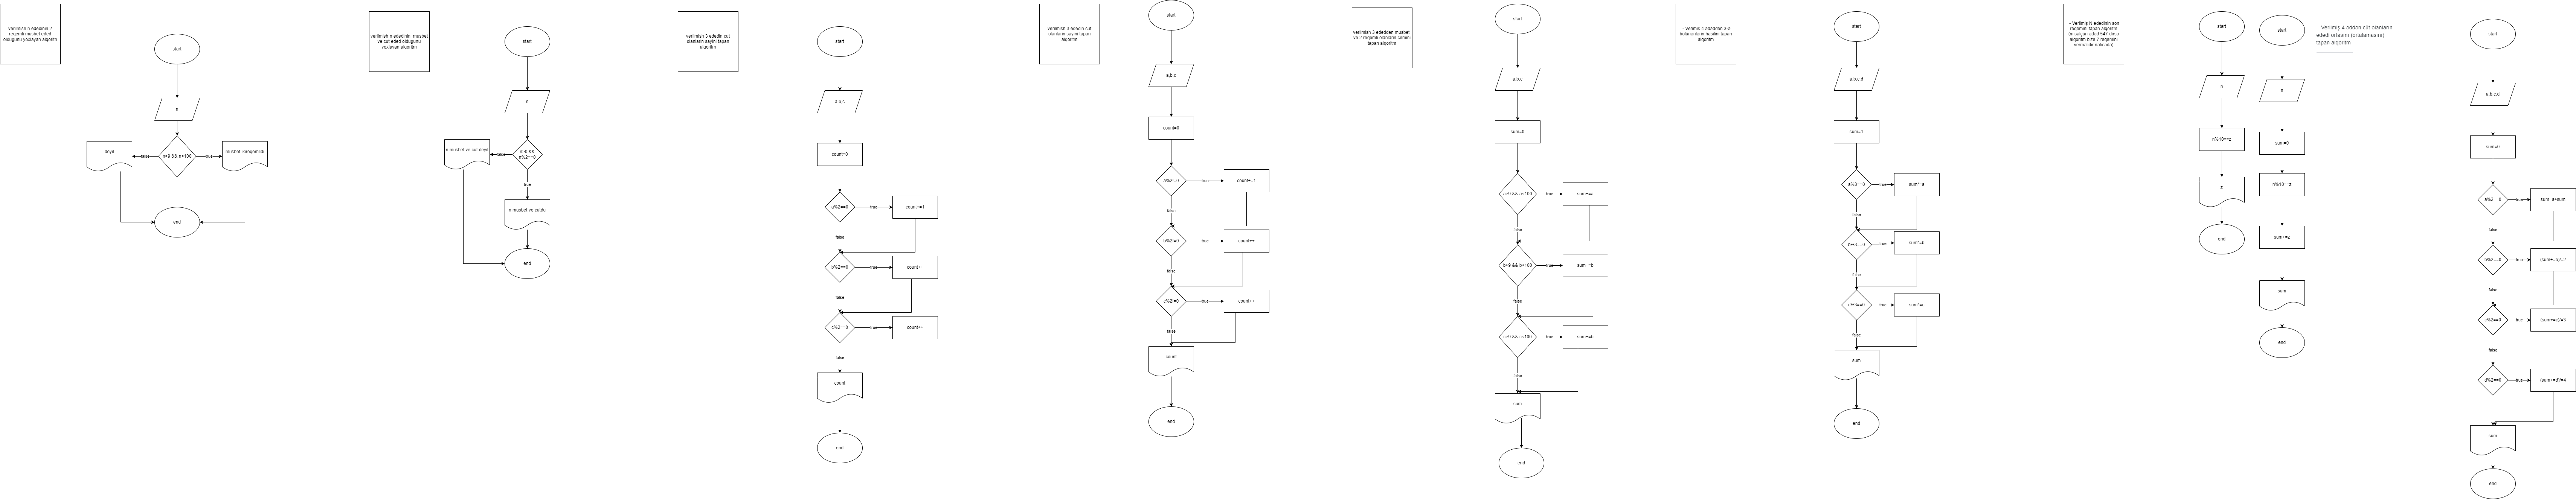 verilmish n ededinin 2
reqemli musbet eded
oldugunu yoxlayan alqoritn
start
n
n>9 && n<100
false
true
deyil
musbet ikireqemlidi
end
verilmish n ededinin musbet
ve cut eded oldugunu
yoxlayan alqoritm
start
n
n>0 &&
n%2==0
false
n musbet ve cut deyil
true
n musbet ve cutdu
end
verilmish 3 ededin cut
olanlarin sayini tapan
alqoritm
start
a,b,c
count=0
a%2==0
true
count+=1
false
b%2==0
true
count++
false
c%2==0
true
count++
false
count
end
verilmish 3 ededin cut
olanlarin sayini tapan
alqoritm
start
a,b,c
count=0
a%2!=0
true
count+=1
false
b%2!=0
true
count++
false
c%2!=0
true
count++
false
count
end
verilmish 3 ededden musbet
ve 2 reqemli olanlarin cemini
tapan alqoritm
start
a,b,c
sum=0
a>9 && a<100
true
sum+=a
false
b>9 && b<100
true
sum+=b
false
c>9 && c<100
true
sum+=b
false
sum
end
- Verilmiş 4 ədəddən 3-ə
bölünənlərin hasilini tapan
alqoritm
start
a,b,c,d
sum=1
a%3==0
true
sum*=a
false
b%3==0
true
sum*=b
false
c%3==0
true
sum*=c
false
sum
end
- Verilmiş N ədədinin son
rəqəmini tapan alqoritm
(misalçün ədəd 547-dirsə
alqoritm bizə 7 rəqəmini
verməlidir nəticədə)
start
n
n%10==z
z
end
start
n
sum=0
n%10==z
sum+=z
sum
end
- Verilmiş 4 əddən cüt olanların
ədədi ortasını (ortalamasını)
tapan alqoritm
start
a,b,c,d
sum=0
a%2==0
true
sum=a+sum
false
b%2==0
true
(sum+=b)/=2
false
c%2==0
true
(sum+=c)/=3
false
d%2==0
true
(sum+=d)/=4
sum
end